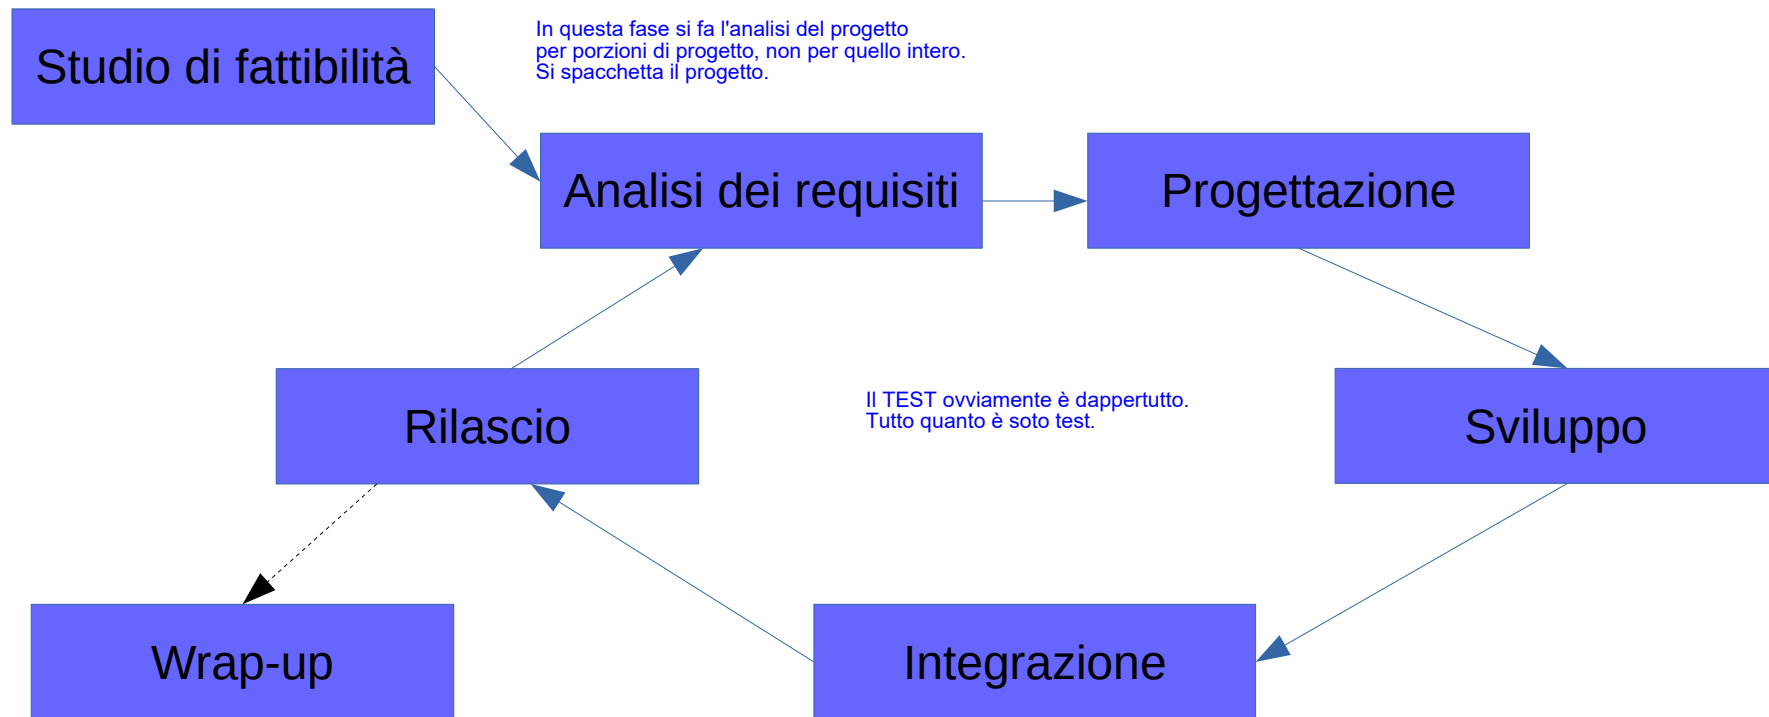 Studio di fattibilità
In questa fase si fa l'analisi del progetto
per porzioni di progetto, non per quello intero.
Si spacchetta il progetto.
Analisi dei requisiti
Progettazione
Rilascio
Il TEST ovviamente è dappertutto.
Tutto quanto è soto test.
Sviluppo
Wrap-up
Integrazione